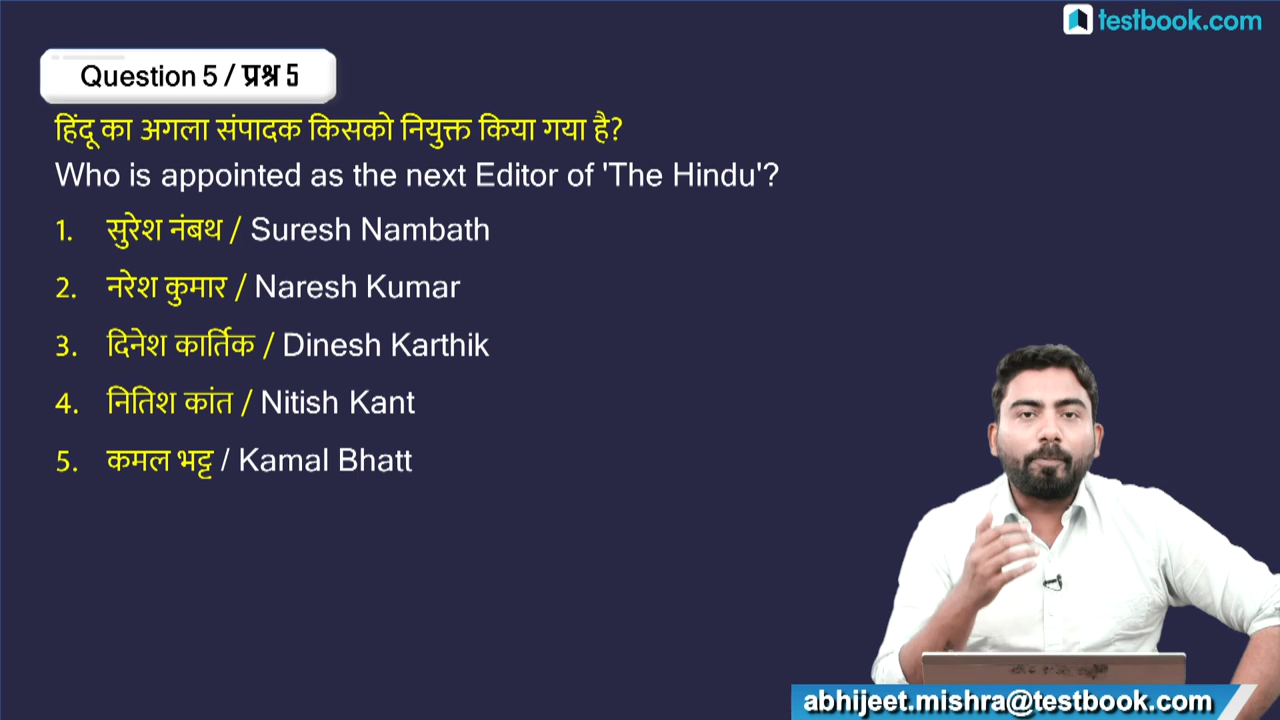 testbook.com
Question 5 / प्रश्न 5
हिंदू का अगला संपादक किसको नियुक्त किया गया है?
Who is appointed as the next Editor of 'The Hindu'?
1. सुरेश नंबथ / Suresh Nambath
2. नरेश कुमार / Naresh Kumar
3. दिनेश कार्तिक / Dinesh Karthik
4. नितिश कांत / Nitish Kant
5. कमल भट्ट / Kamal Bhatt
abhijeet.mishra@testbook.com